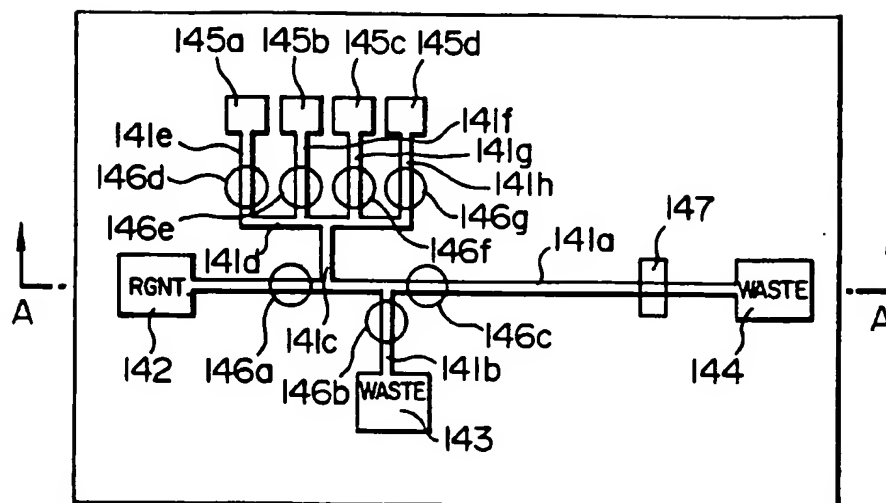 145a 145b 145c 145d
141e 141f
146d 141g
141h
146e 146g
146f 147
141d 141a
A RGNT WASTE A
141c 146c
142 146a 144
146b 141b
WASTE
143